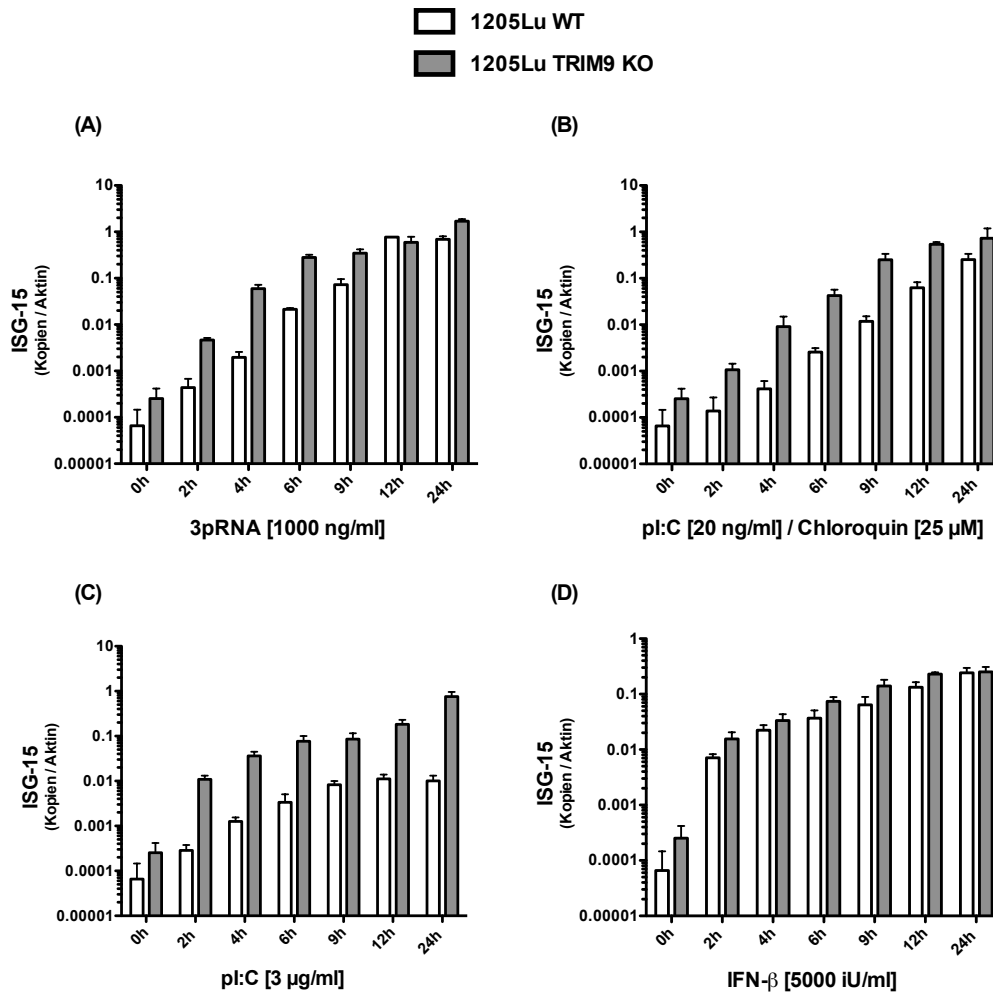 1205Lu WT
1205Lu TRIM9 KO
(A)
ISG-15
(Kopien / Aktin)
10
1
0.1
0.01
0.001
0.0001
0.00001
0h
2h
4h
6h
9h
12h
24h
3pRNA [1000 ng/ml]
(B)
ISG-15
(Kopien / Aktin)
10
1
0.1
0.01
0.001
0.0001
0.00001
0h
2h
4h
6h
9h
12h
24h
pI:C [20 ng/ml] / Chloroquin [25 µM]
(C)
ISG-15
(Kopien / Aktin)
10
1
0.1
0.01
0.001
0.0001
0.00001
0h
2h
4h
6h
9h
12h
24h
pI:C [3 µg/ml]
(D)
ISG-15
(Kopien / Aktin)
1
0.1
0.01
0.001
0.0001
0.00001
0h
2h
4h
6h
9h
12h
24h
IFN-β [5000 iU/ml]